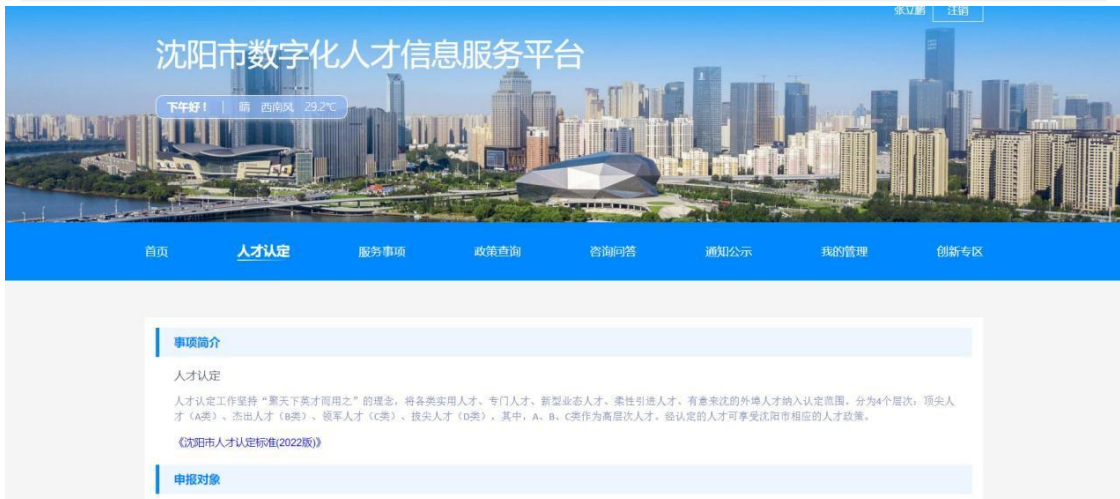 张立鹏 注销
沈阳市数字化人才信息服务平台
下午好！ 晴 西南风 29.2℃
首页 人才认定 服务事项 政策查询 咨询问答 通知公示 我的管理 创新专区
事项简介
人才认定
人才认定工作坚持“聚天下英才而用之”的理念，将各类实用人才、专门人才、新型业态人才、柔性引进人才、有意来沈的外埠人才纳入认定范围。分为4个层次：顶尖人
才（A类）、杰出人才（B类）、领军人才（C类）、拔尖人才（D类）。其中，A、B、C类作为高层次人才。经认定的人才可享受沈阳市相应的人才政策。
《沈阳市人才认定标准(2022版)》
申报对象